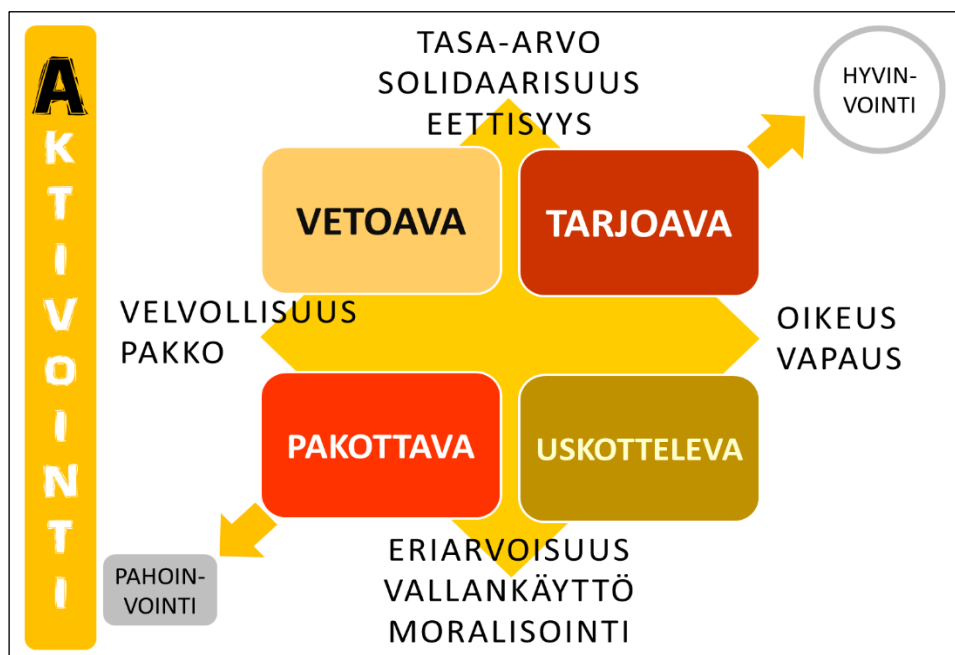 AKTIVOINTI
TASA-ARVO
SOLIDAARISUUS
EETTISYYS
HYVIN-
VOINTI
VETOAVA
TARJOAVA
VELVOLLISUUS
PAKKO
OIKEUS
VAPAUS
PAKOTTAVA
USKOTTELEVA
PAHOIN-
VOINTI
ERIARVOISUUS
VALLANKÄYTTÖ
MORALISOINTI